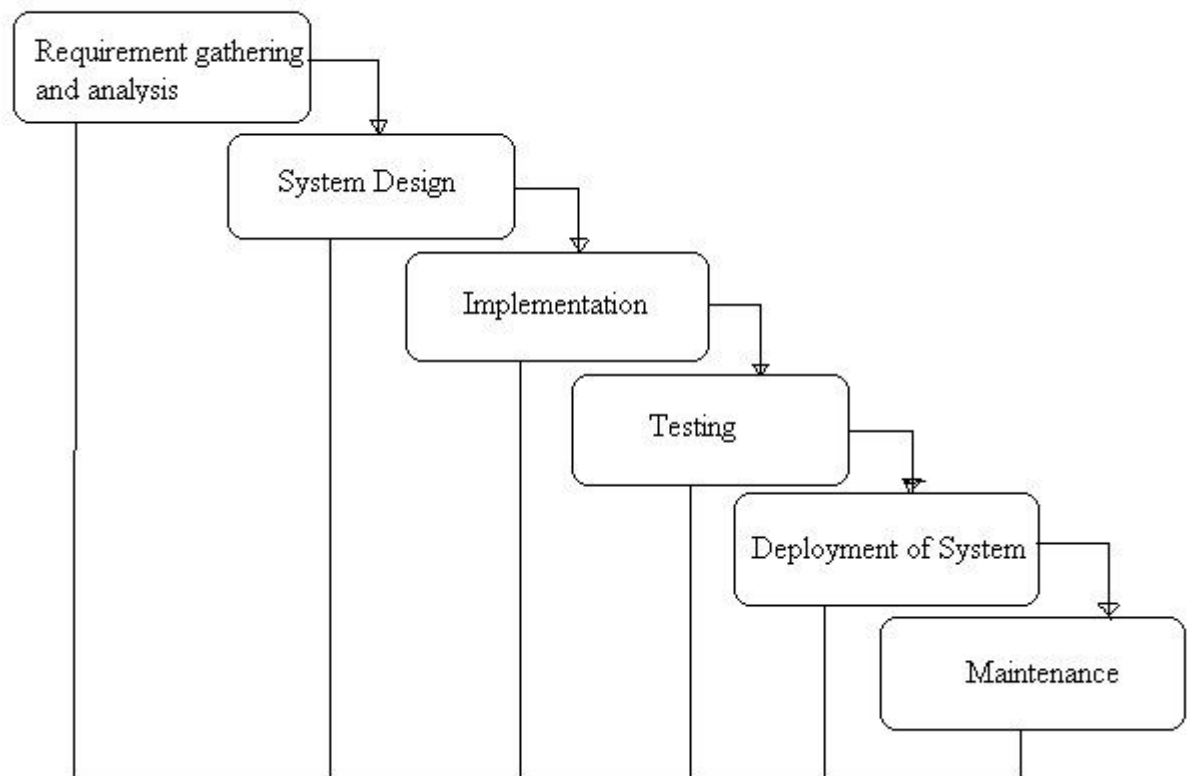 Requirement gathering
and analysis
System Design
Implementation
Testing
Deployment of System
Maintenance